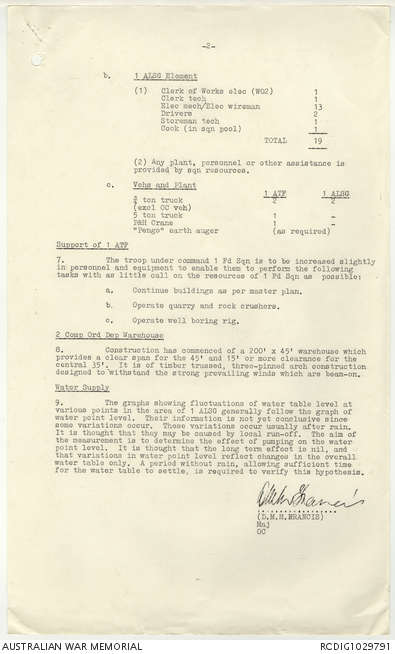 -2-
b. 1 ALSG Element
(1) Clerk of Works elec (WO2) 1
Clerk tech 1
Elec mech/Elec wireman 13
Drivers 2
Storeman tech 1
Cook (in sqn pool) 1
TOTAL 19
(2) Any plant, personnel or other assistance is
provided by sqn resources.
c. Vehs and Plant
1 ATF 1 ALSG
¾ ton truck 2 2
(excl OC veh)
5 ton truck 1 -
P&H Crane 1 -
"Pengo" earth auger (as required)
Support of 1 ATF
7. The troop under command 1 Fd Sqn is to be increased slightly
in personnel and equipment to enable them to perform the following
tasks with as little call on the resources of 1 Fd Sqn as possible:
a. Continue buildings as per master plan.
b. Operate quarry and rock crushers.
c. Operate well boring rig.
2 Comp Ord Dep Warehouse
8. Construction has commenced of a 200' x 45' warehouse which
provides a clear span for the 45' and 15' or more clearance for the
central 35'. It is of timber trussed, three-pinned arch construction
designed to withstand the strong prevailing winds which are beam-on.
Water Supply
9. The graphs showing fluctuations of water table level at
various points in the area of 1 ALSG generally follow the graph of
water point level. Their information is not yet conclusive since
some variations occur. These variations occur usually after rain.
It is thought that they may be caused by local run-off. The aim of
the measurement is to determine the effect of pumping on the water
point level. It is thought that the long term effect is nil, and
that variations in water point level reflect changes in the overall
water table only. A period without rain, allowing sufficient time
for the water table to settle, is required to verify this hypothesis.
(D.M.H. FRANCIS)
Maj
OC
AUSTRALIAN WAR MEMORIAL RCDIG1029791